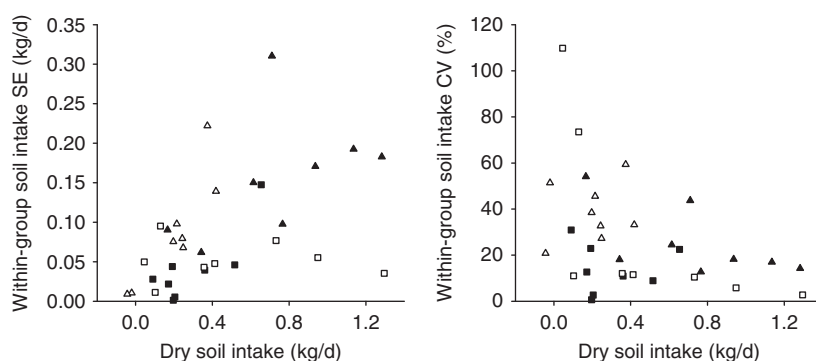 Within-group soil intake SE (kg/d)
0.35
0.30
0.25
0.20
0.15
0.10
0.05
0.00
0.0 0.4 0.8 1.2
Dry soil intake (kg/d)
Within-group soil intake CV (%)
120
100
80
60
40
20
0
0.0 0.4 0.8 1.2
Dry soil intake (kg/d)